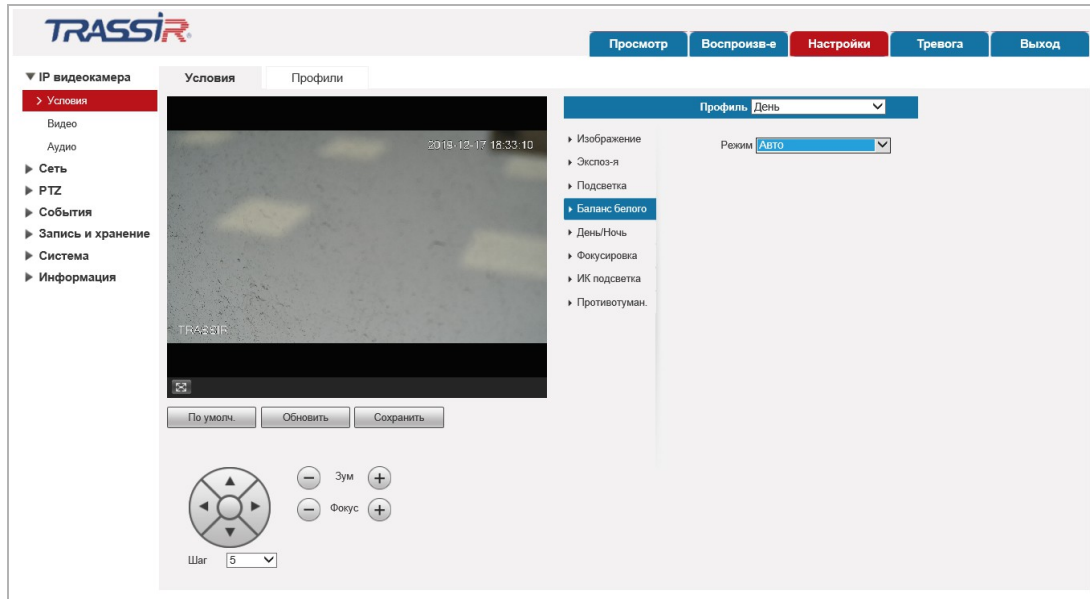 TRASSIR
Просмотр Воспроизв-е Настройки Тревога Выход
IP видеокамера
Условия
Видео
Аудио
Сеть
PTZ
События
Запись и хранение
Система
Информация
Условия Профили
2019-12-17 18:33:10
TRASSIR
По умолч. Обновить Сохранить
Зум
Фокус
Шаг 5
Профиль День
Изображение
Экспоз-я
Подсветка
Баланс белого
День/Ночь
Фокусировка
ИК подсветка
Противотуман.
Режим Авто